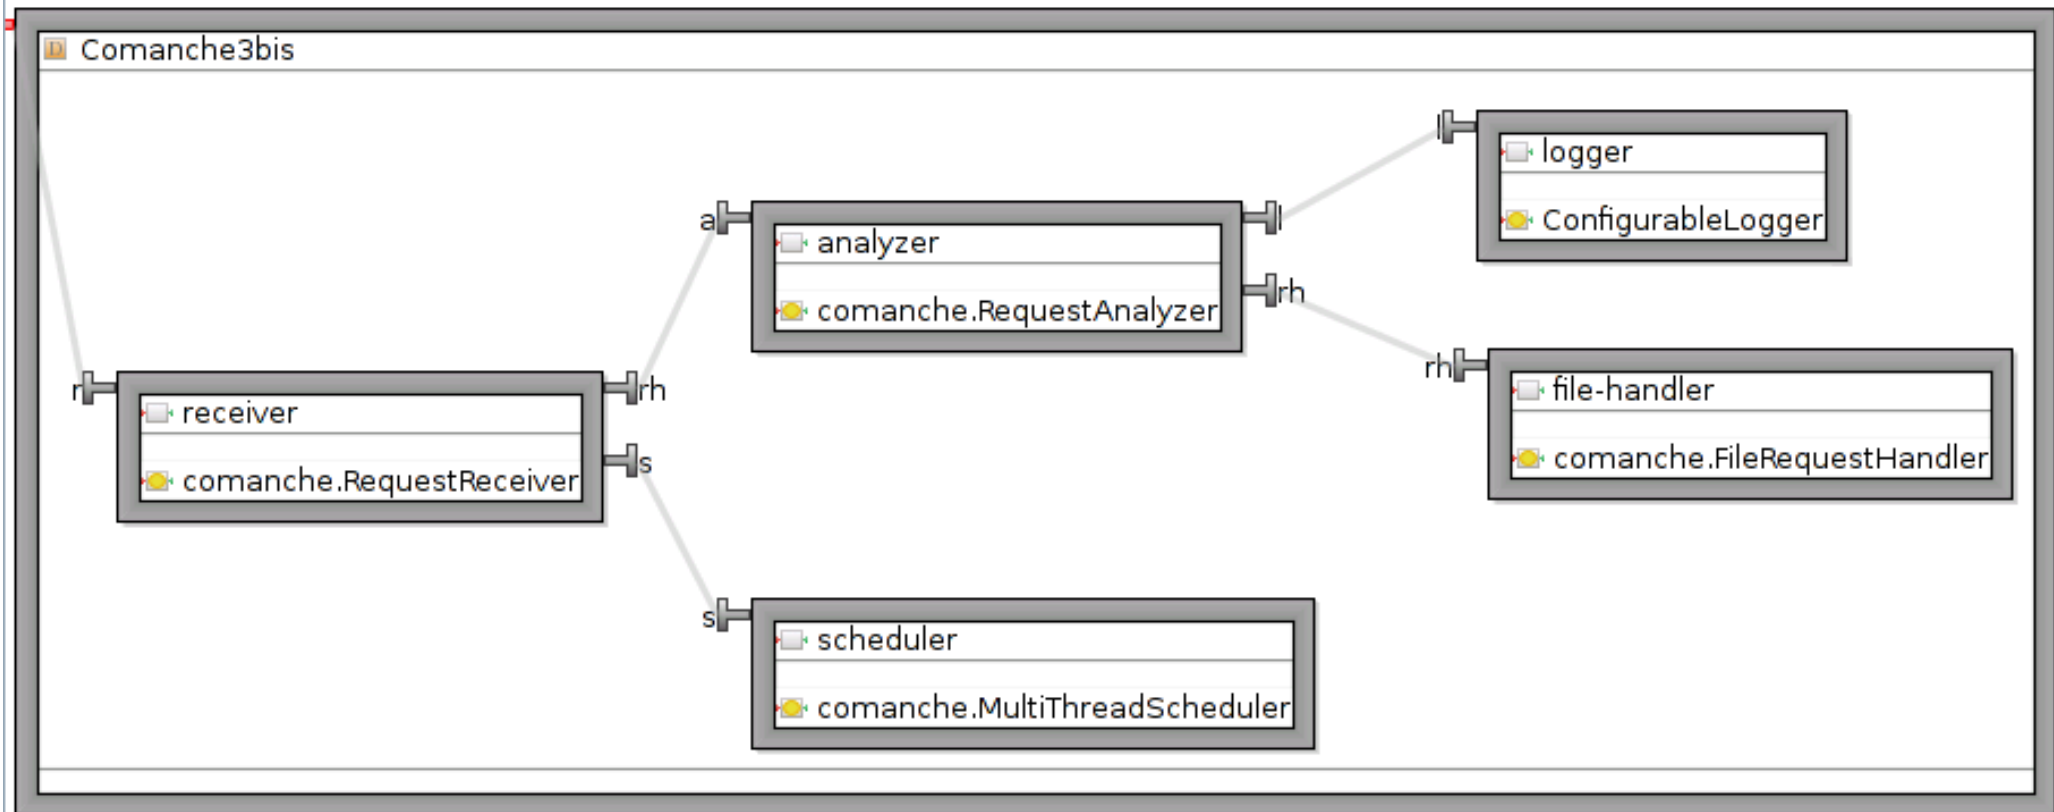 D Comanche3bis
l
logger
ConfigurableLogger
a
analyzer
comanche.RequestAnalyzer
l
rh
rh
file-handler
comanche.FileRequestHandler
r
receiver
comanche.RequestReceiver
rh
s
s
scheduler
comanche.MultiThreadScheduler